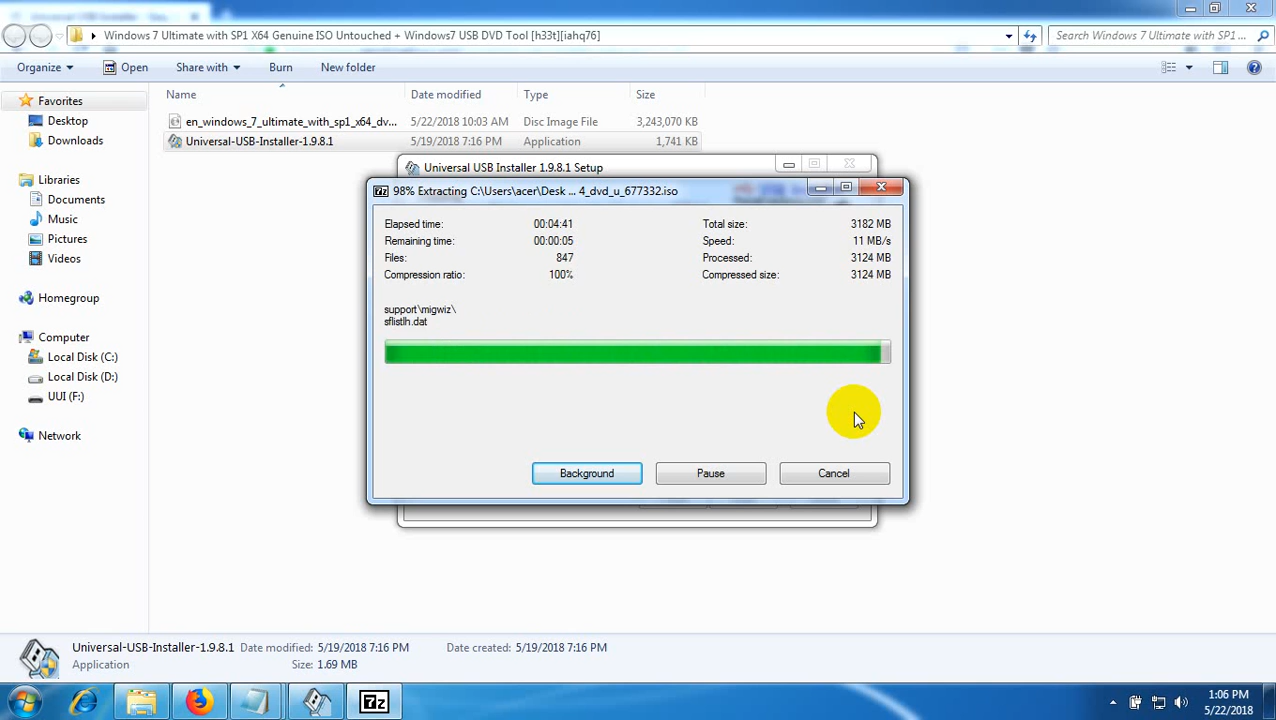 Windows 7 Ultimate with SP1 X64 Genuine ISO Untouched + Windows7 USB DVD Tool [h33t][iahq76]
Search Windows 7 Ultimate with SP1 ...
Organize
Open
Share with
Burn
New folder
Favorites
Desktop
Downloads
Libraries
Documents
Music
Pictures
Videos
Homegroup
Computer
Local Disk (C:)
Local Disk (D:)
UUI (F:)
Network
Name
Date modified
Type
Size
en_windows_7_ultimate_with_sp1_x64_dv...
5/22/2018 10:03 AM
Disc Image File
3,243,070 KB
Universal-USB-Installer-1.9.8.1
5/19/2018 7:16 PM
Application
1,741 KB
Universal USB Installer 1.9.8.1 Setup
7z
98% Extracting C:\Users\acer\Desk ... 4_dvd_u_677332.iso
Elapsed time:
00:04:41
Total size:
3182 MB
Remaining time:
00:00:05
Speed:
11 MB/s
Files:
847
Processed:
3124 MB
Compression ratio:
100%
Compressed size:
3124 MB
support\migwiz\
sflistlh.dat
Background
Pause
Cancel
Universal-USB-Installer-1.9.8.1
Date modified: 5/19/2018 7:16 PM
Date created: 5/19/2018 7:16 PM
Application
Size: 1.69 MB
7z
1:06 PM
5/22/2018